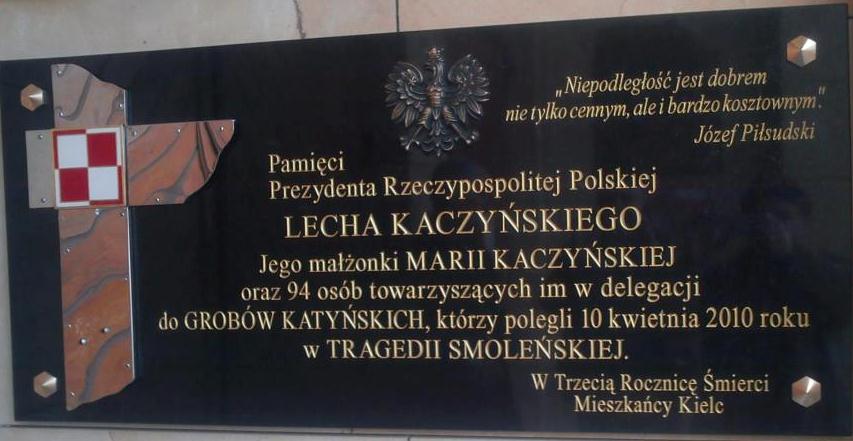 „Niepodległość jest dobrem
nie tylko cennym, ale i bardzo kosztownym".
Józef Piłsudski
Pamięci
Prezydenta Rzeczypospolitej Polskiej
LECHA KACZYŃSKIEGO
Jego małżonki MARII KACZYŃSKIEJ
oraz 94 osób towarzyszących im w delegacji
do GROBÓW KATYŃSKICH, którzy polegli 10 kwietnia 2010 roku
w TRAGEDII SMOLEŃSKIEJ.
W Trzecią Rocznicę Śmierci
Mieszkańcy Kielc